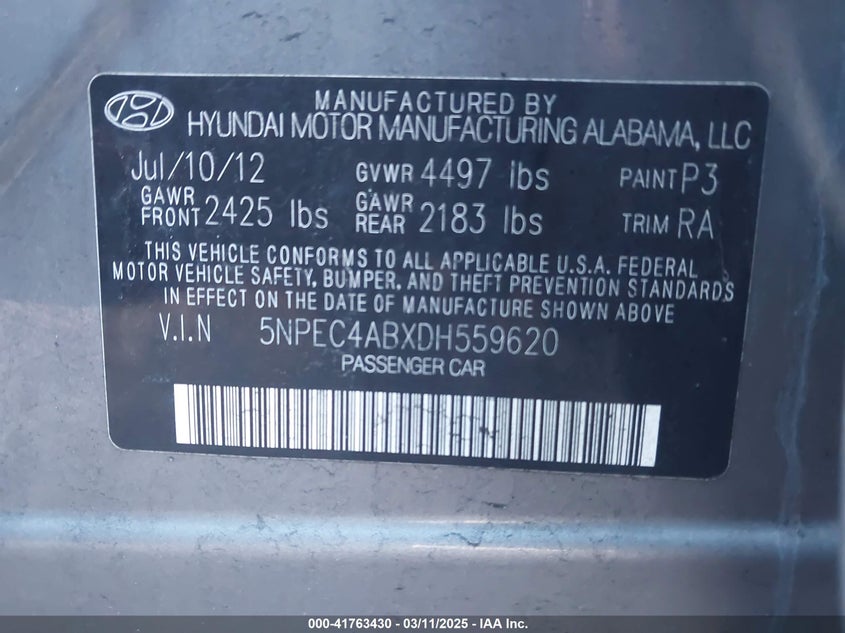 MANUFACTURED BY
HYUNDAI MOTOR MANUFACTURING ALABAMA, LLC
Jul/10/12 GVWR 4497 lbs PAINT P3
GAWR FRONT 2425 lbs GAWR REAR 2183 lbs TRIM RA
THIS VEHICLE CONFORMS TO ALL APPLICABLE U.S.A. FEDERAL
MOTOR VEHICLE SAFETY, BUMPER, AND THEFT PREVENTION STANDARDS
IN EFFECT ON THE DATE OF MANUFACTURE SHOWN ABOVE
V.I.N 5NPEC4ABXDH559620
PASSENGER CAR
000-41763430 - 03/11/2025 - IAA Inc.